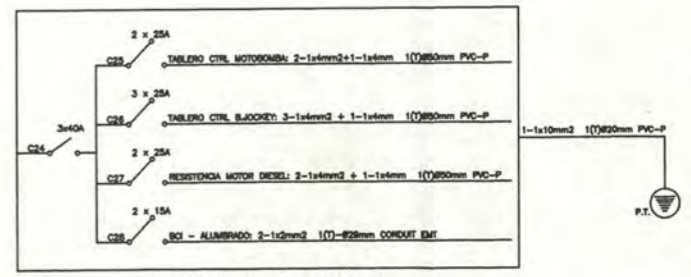 2 x 25A
C25
TABLERO CTRL MOTOBOMBA: 2-1x4mm2+1-1x4mm 1(T)Ø50mm PVC-P
3 x 25A
C26
TABLERO CTRL B.JOCKEY: 3-1x4mm2 + 1-1x4mm 1(T)Ø50mm PVC-P
3x40A
C24
1-1x10mm2 1(T)Ø20mm PVC-P
2 x 25A
C27
RESISTENCIA MOTOR DIESEL: 2-1x4mm2 + 1-1x4mm 1(T)Ø50mm PVC-P
P.T.
2 x 15A
C28
BCI - ALUMBRADO: 2-1x2mm2 1(T)-Ø29mm CONDUIT EMT